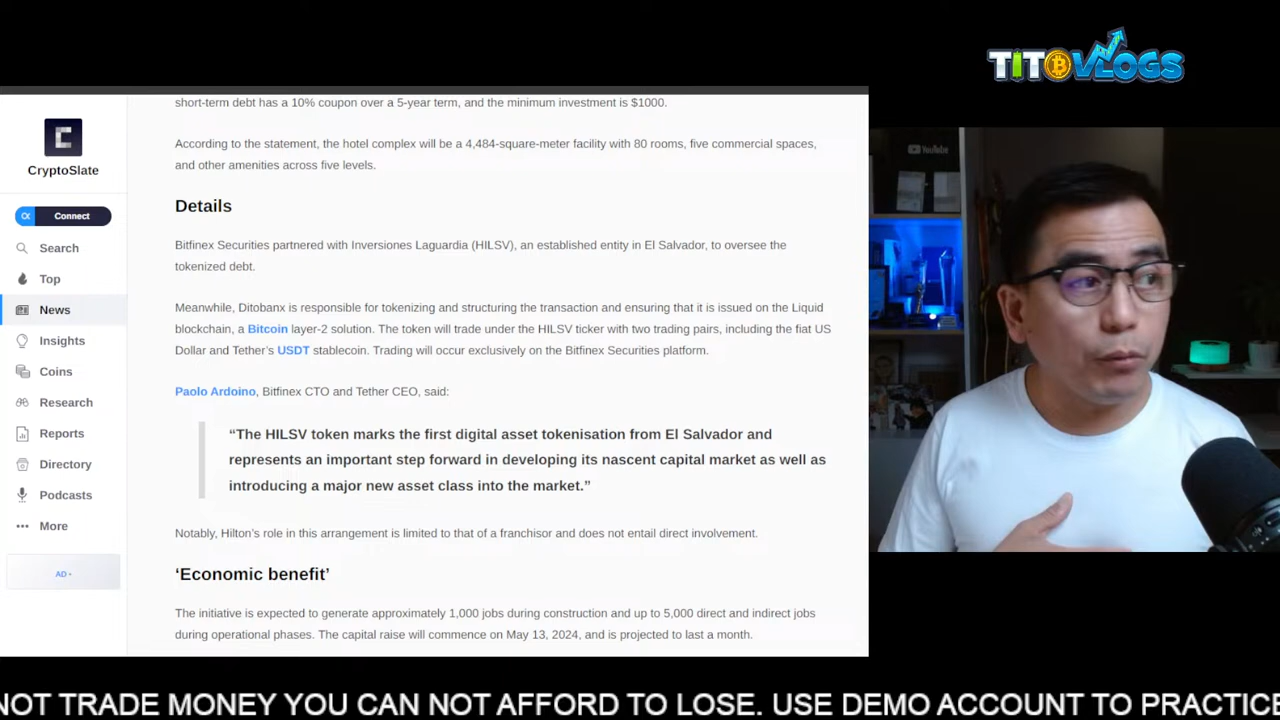 TITOVLOGS
short-term debt has a 10% coupon over a 5-year term, and the minimum investment is $1000.
According to the statement, the hotel complex will be a 4,484-square-meter facility with 80 rooms, five commercial spaces,
and other amenities across five levels.
CryptoSlate
Connect
Search
Top
News
Insights
Coins
Research
Reports
Directory
Podcasts
More
AD
Details
Bitfinex Securities partnered with Inversiones Laguardia (HILSV), an established entity in El Salvador, to oversee the
tokenized debt.
Meanwhile, Ditobanx is responsible for tokenizing and structuring the transaction and ensuring that it is issued on the Liquid
blockchain, a Bitcoin layer-2 solution. The token will trade under the HILSV ticker with two trading pairs, including the fiat US
Dollar and Tether's USDT stablecoin. Trading will occur exclusively on the Bitfinex Securities platform.
Paolo Ardoino, Bitfinex CTO and Tether CEO, said:
“The HILSV token marks the first digital asset tokenisation from El Salvador and
represents an important step forward in developing its nascent capital market as well as
introducing a major new asset class into the market.”
Notably, Hilton's role in this arrangement is limited to that of a franchisor and does not entail direct involvement.
‘Economic benefit’
The initiative is expected to generate approximately 1,000 jobs during construction and up to 5,000 direct and indirect jobs
during operational phases. The capital raise will commence on May 13, 2024, and is projected to last a month.
YouTube
NOT TRADE MONEY YOU CAN NOT AFFORD TO LOSE. USE DEMO ACCOUNT TO PRACTICE